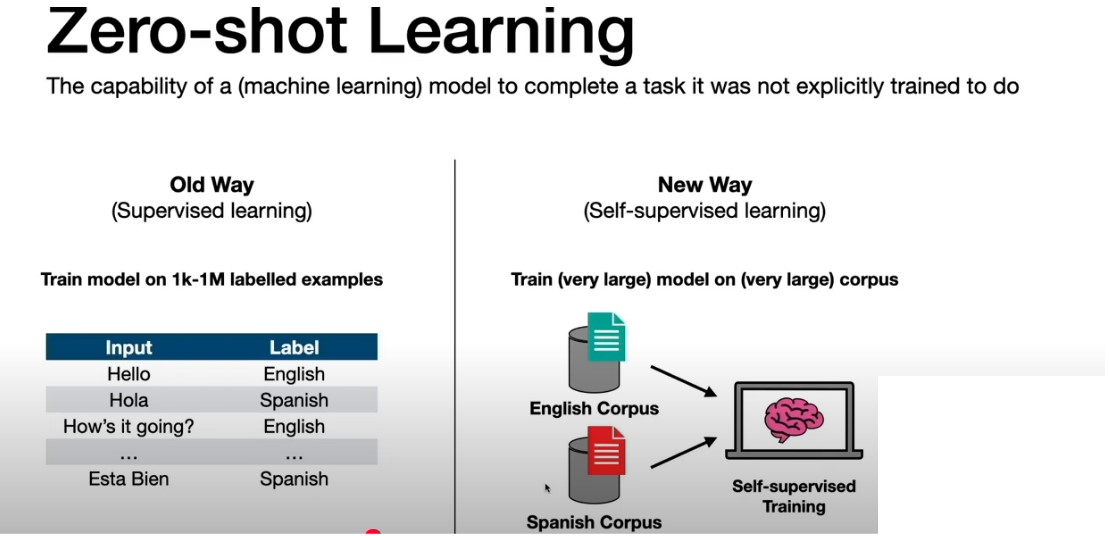 Zero-shot Learning
The capability of a (machine learning) model to complete a task it was not explicitly trained to do
Old Way
(Supervised learning)
Train model on 1k-1M labelled examples
Input Label
Hello English
Hola Spanish
How's it going? English
... ...
Esta Bien Spanish
New Way
(Self-supervised learning)
Train (very large) model on (very large) corpus
English Corpus
Spanish Corpus
Self-supervised
Training